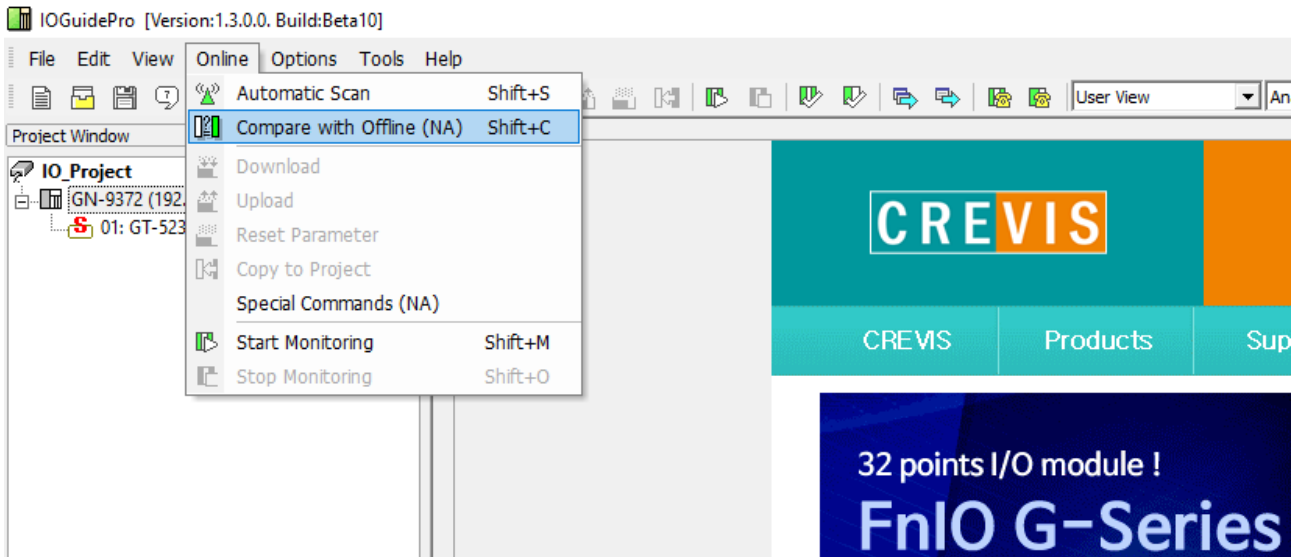 IOGuidePro [Version:1.3.0.0. Build:Beta10]
File Edit View Online Options Tools Help
Automatic Scan Shift+S
User View
An
Project Window
Compare with Offline (NA) Shift+C
IO_Project
Download
GN-9372 (192.
Upload
01: GT-523
Reset Parameter
Copy to Project
Special Commands (NA)
Start Monitoring Shift+M
Stop Monitoring Shift+O
CREVIS
CREVIS Products Sup
32 points I/O module !
FnIO G-Series